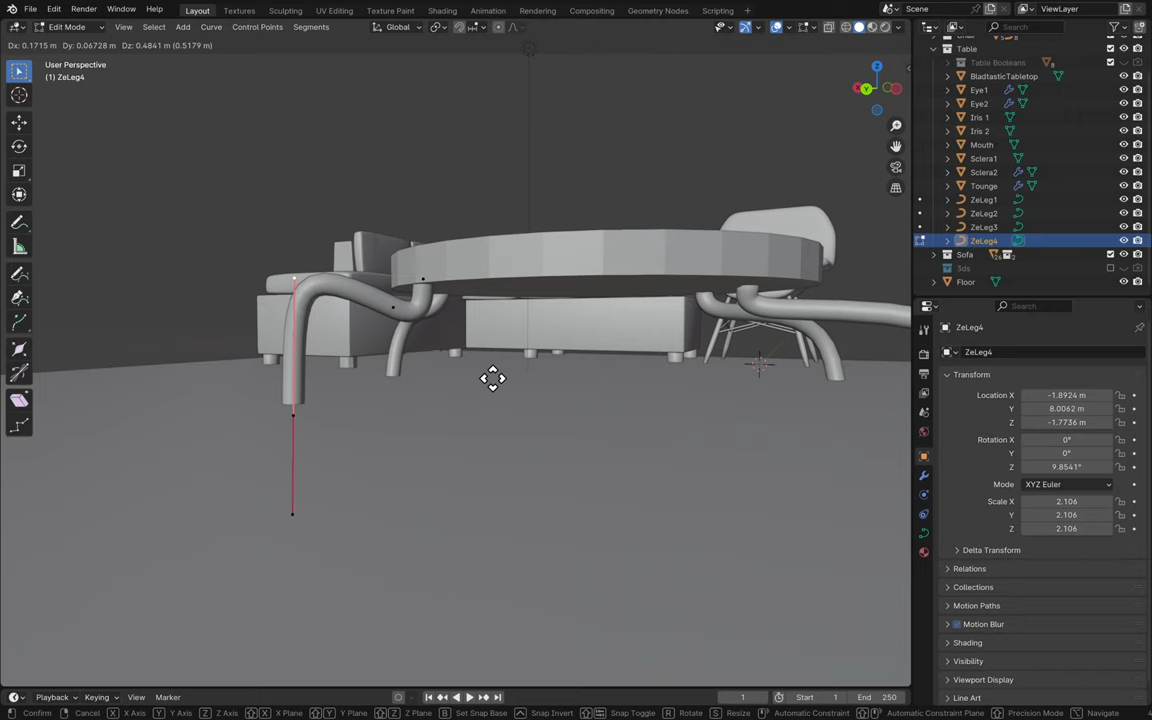 File Edit Render Window Help Layout Textures Sculpting UV Editing Texture Paint Shading Animation Rendering Compositing Geometry Nodes Scripting + Scene ViewLayer
Edit Mode View Select Add Curve Control Points Segments Global Search
Dx: 0.1715 m Dy: 0.06728 m Dz: 0.4841 m (0.5179 m)
User Perspective
(1) ZeLeg4
Z
Y
Table
Table Booleans 8
BladtasticTabletop
Eye1
Eye2
Iris 1
Iris 2
Mouth
Sclera1
Sclera2
Tounge
ZeLeg1
ZeLeg2
ZeLeg3
ZeLeg4
Sofa 26 2
3ds
Floor
Search
ZeLeg4
ZeLeg4
Transform
Location X -1.8924 m
Y 8.0062 m
Z -1.7736 m
Rotation X 0°
Y 0°
Z 9.8541°
Mode XYZ Euler
Scale X 2.106
Y 2.106
Z 2.106
Delta Transform
Relations
Collections
Motion Paths
Motion Blur
Shading
Visibility
Viewport Display
Line Art
Playback Keying View Marker 1 Start 1 End 250
Confirm Cancel X X Axis Y Y Axis Z Z Axis X X Plane Y Y Plane Z Z Plane B Set Snap Base Snap Invert Snap Toggle G Move R Rotate S Resize Automatic Constraint Automatic Constraint Plane Precision Mode Navigate